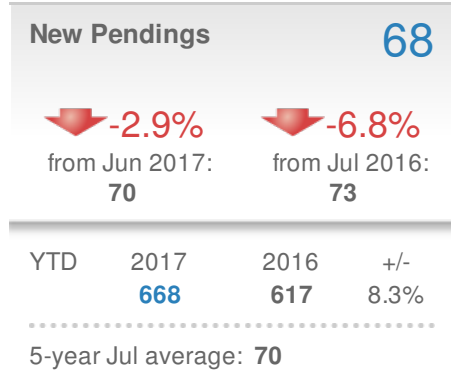 New Pendings 68
-2.9% -6.8%
from Jun 2017: from Jul 2016:
70 73
YTD 2017 2016 +/-
668 617 8.3%
5-year Jul average: 70